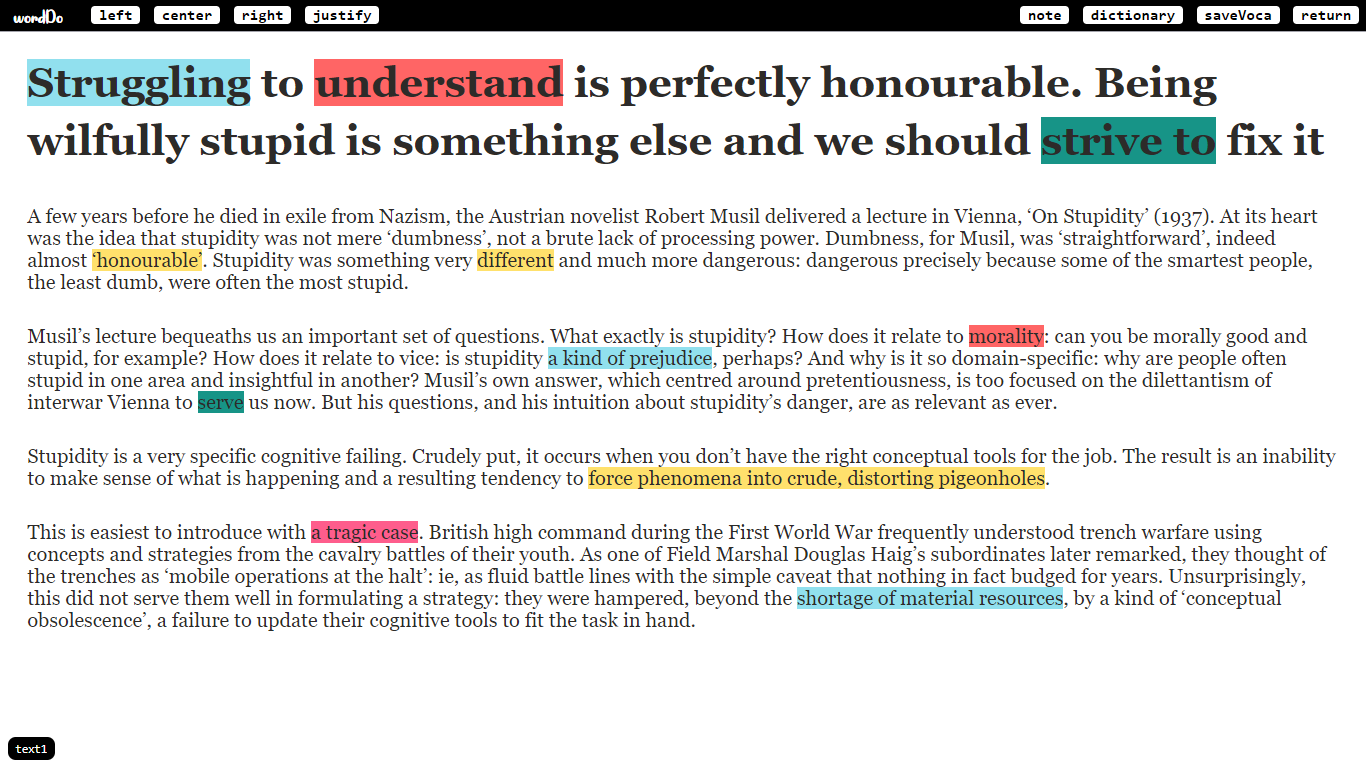 wordDo left center right justify note dictionary saveVoca return
Struggling to understand is perfectly honourable. Being
wilfully stupid is something else and we should strive to fix it
A few years before he died in exile from Nazism, the Austrian novelist Robert Musil delivered a lecture in Vienna, ‘On Stupidity’ (1937). At its heart
was the idea that stupidity was not mere ‘dumbness’, not a brute lack of processing power. Dumbness, for Musil, was ‘straightforward’, indeed
almost ‘honourable’. Stupidity was something very different and much more dangerous: dangerous precisely because some of the smartest people,
the least dumb, were often the most stupid.
Musil’s lecture bequeaths us an important set of questions. What exactly is stupidity? How does it relate to morality: can you be morally good and
stupid, for example? How does it relate to vice: is stupidity a kind of prejudice, perhaps? And why is it so domain-specific: why are people often
stupid in one area and insightful in another? Musil’s own answer, which centred around pretentiousness, is too focused on the dilettantism of
interwar Vienna to serve us now. But his questions, and his intuition about stupidity’s danger, are as relevant as ever.
Stupidity is a very specific cognitive failing. Crudely put, it occurs when you don’t have the right conceptual tools for the job. The result is an inability
to make sense of what is happening and a resulting tendency to force phenomena into crude, distorting pigeonholes.
This is easiest to introduce with a tragic case. British high command during the First World War frequently understood trench warfare using
concepts and strategies from the cavalry battles of their youth. As one of Field Marshal Douglas Haig’s subordinates later remarked, they thought of
the trenches as ‘mobile operations at the halt’: ie, as fluid battle lines with the simple caveat that nothing in fact budged for years. Unsurprisingly,
this did not serve them well in formulating a strategy: they were hampered, beyond the shortage of material resources, by a kind of ‘conceptual
obsolescence’, a failure to update their cognitive tools to fit the task in hand.
text1